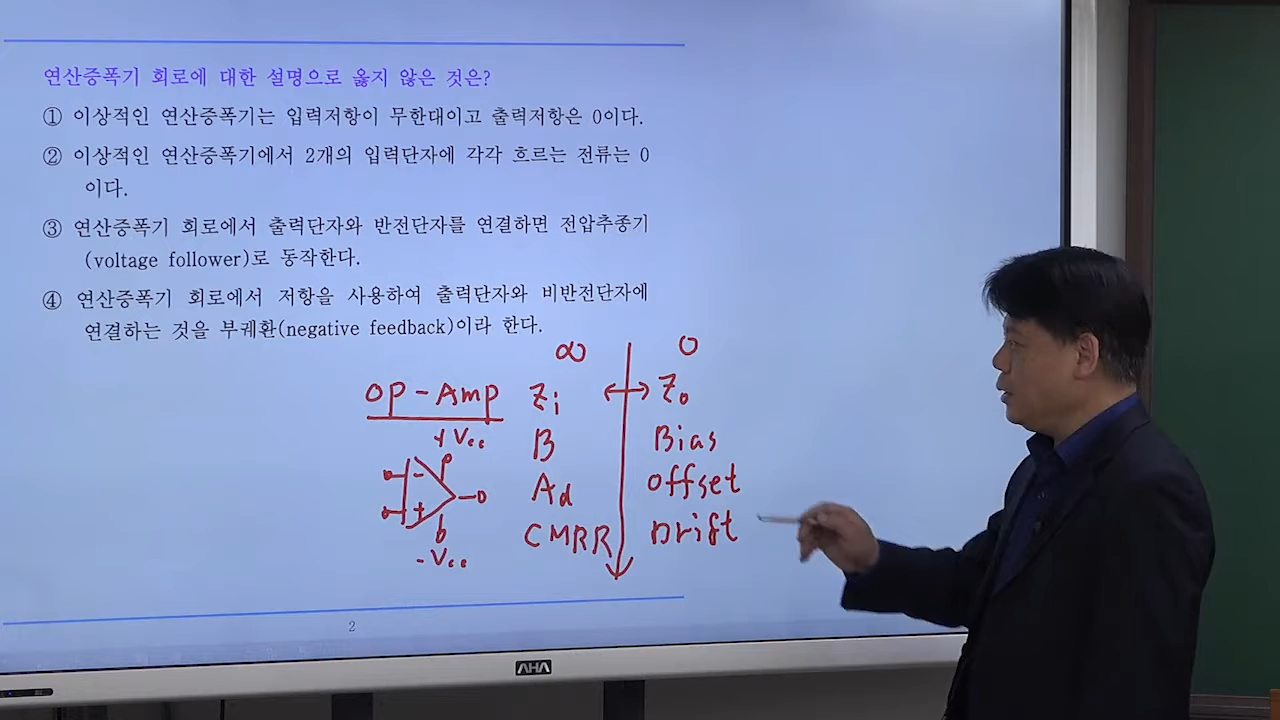 연산증폭기 회로에 대한 설명으로 옳지 않은 것은?
① 이상적인 연산증폭기는 입력저항이 무한대이고 출력저항은 0이다.
② 이상적인 연산증폭기에서 2개의 입력단자에 각각 흐르는 전류는 0
이다.
③ 연산증폭기 회로에서 출력단자와 반전단자를 연결하면 전압추종기
(voltage follower)로 동작한다.
④ 연산증폭기 회로에서 저항을 사용하여 출력단자와 비반전단자에
연결하는 것을 부궤환(negative feedback)이라 한다.
∞ 0
OP-Amp Zi Zo
+Vcc B Bias
- Ad offset
+ CMRR Drift
-Vcc
2
AHA